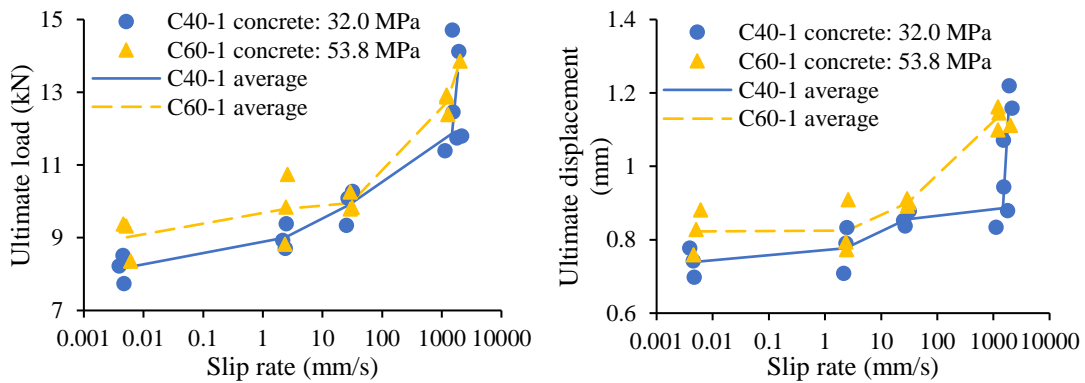 15
13
11
9
7
Ultimate load (kN)
C40-1 concrete: 32.0 MPa
C60-1 concrete: 53.8 MPa
C40-1 average
C60-1 average
0.001 0.01 0.1 1 10 100 1000 10000
Slip rate (mm/s)
1.4
1.2
1
0.8
0.6
Ultimate displacement
(mm)
C40-1 concrete: 32.0 MPa
C60-1 concrete: 53.8 MPa
C40-1 average
C60-1 average
0.001 0.01 0.1 1 10 100 1000 10000
Slip rate (mm/s)